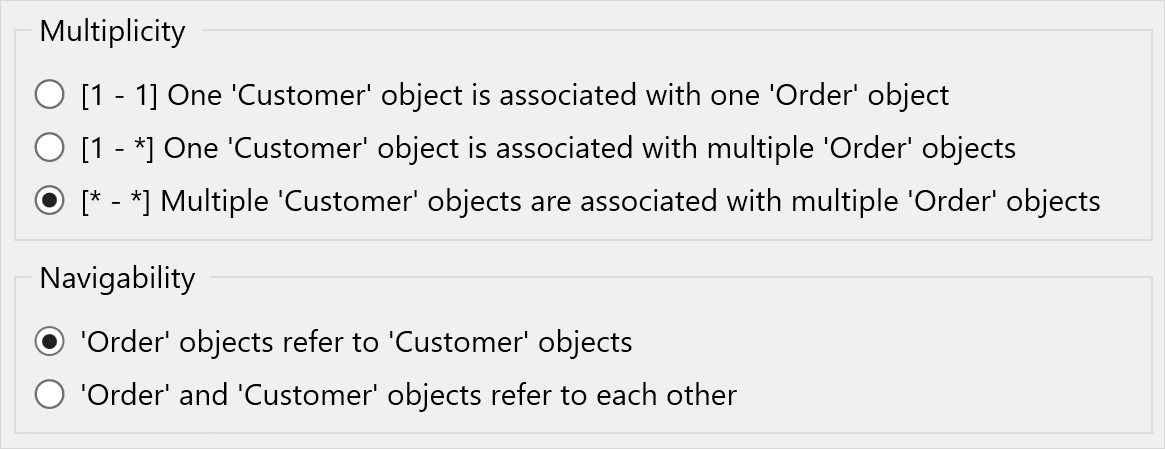 Multiplicity
[1 - 1] One 'Customer' object is associated with one 'Order' object
[1 - *] One 'Customer' object is associated with multiple 'Order' objects
[* - *] Multiple 'Customer' objects are associated with multiple 'Order' objects
Navigability
'Order' objects refer to 'Customer' objects
'Order' and 'Customer' objects refer to each other